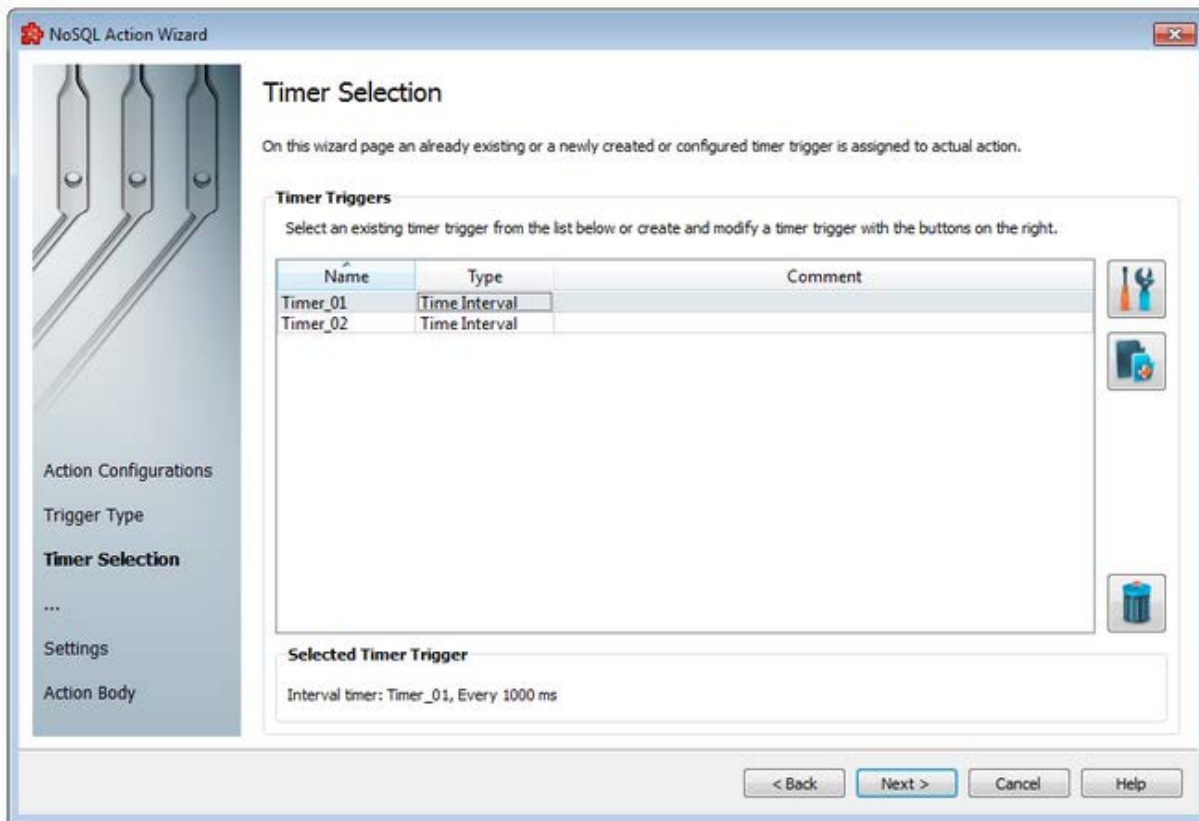 NoSQL Action Wizard
Timer Selection
On this wizard page an already existing or a newly created or configured timer trigger is assigned to actual action.
Timer Triggers
Select an existing timer trigger from the list below or create and modify a timer trigger with the buttons on the right.
Name Type Comment
Timer_01 Time Interval
Timer_02 Time Interval
Action Configurations
Trigger Type
Timer Selection
...
Settings
Action Body
Selected Timer Trigger
Interval timer: Timer_01, Every 1000 ms
< Back Next > Cancel Help